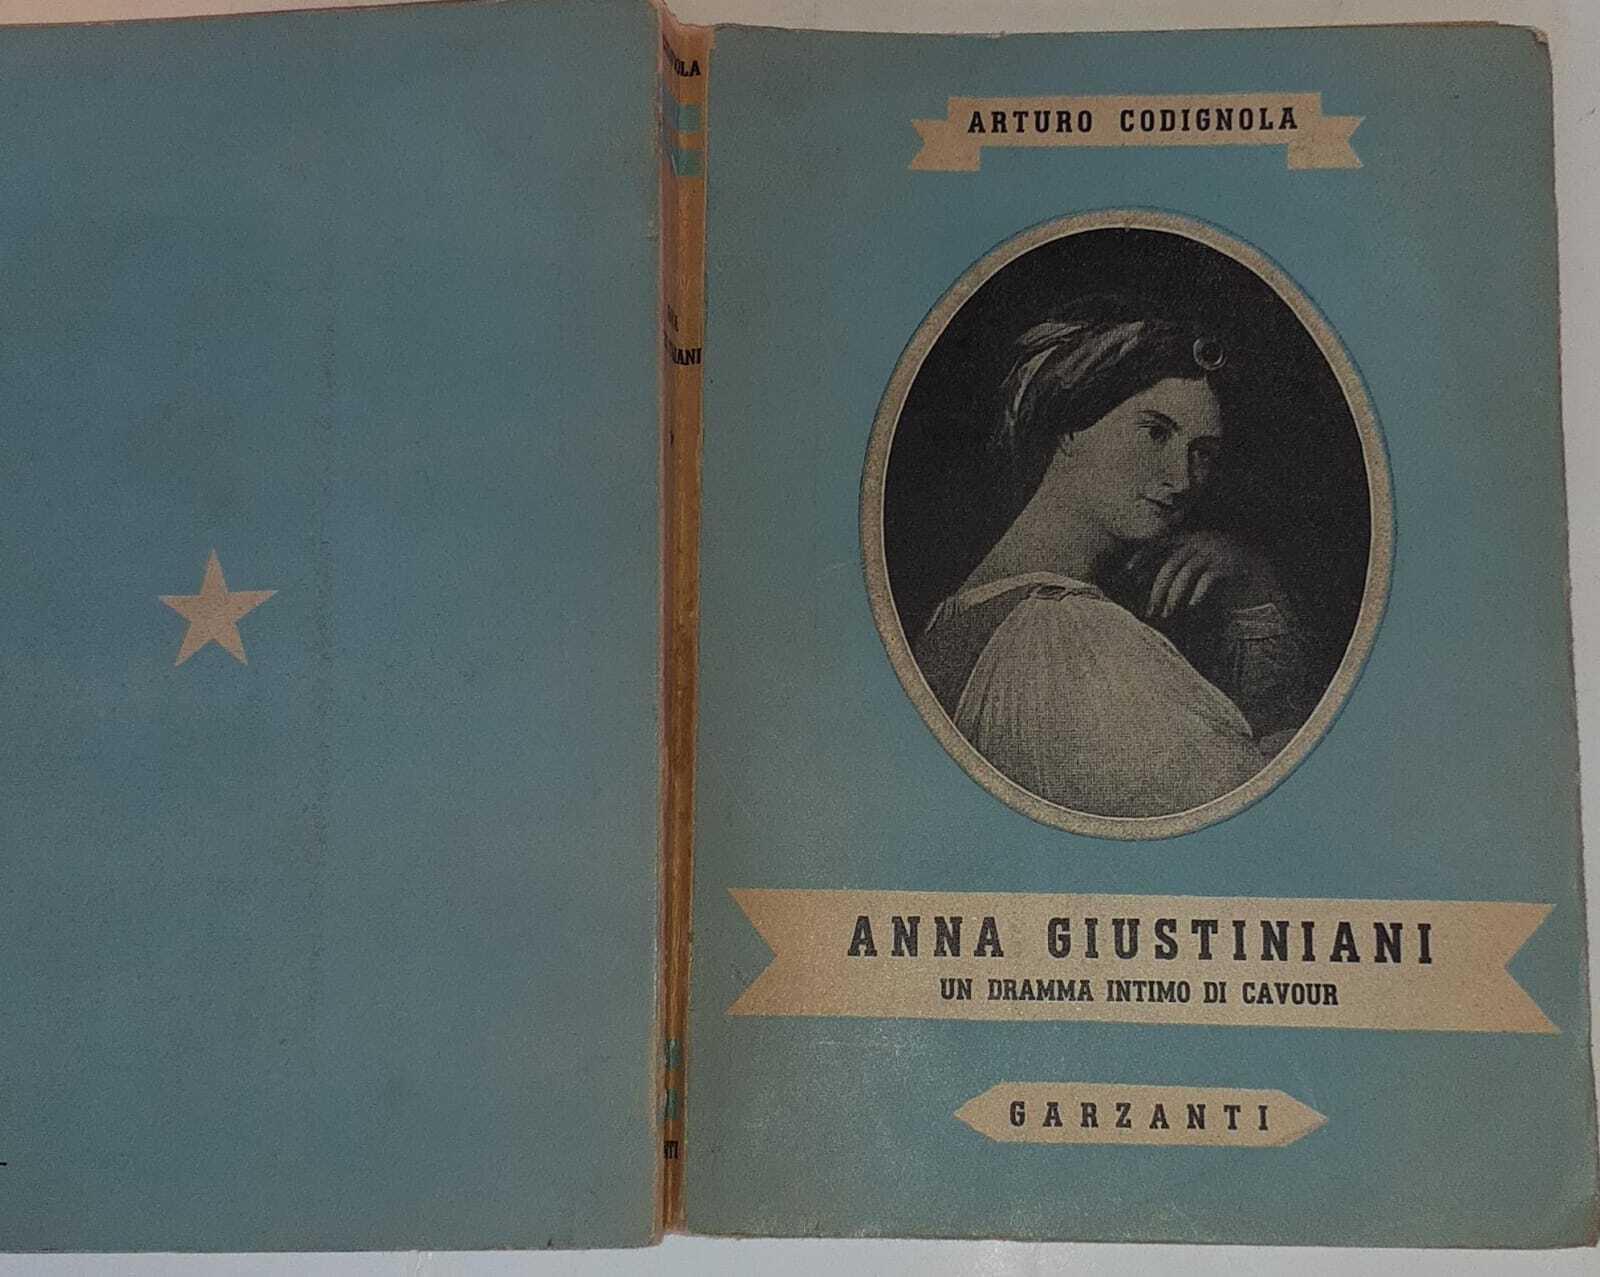 ARTURO CODIGNOLA
ANNA GIUSTINIANI
UN DRAMMA INTIMO DI CAVOUR
GARZANTI